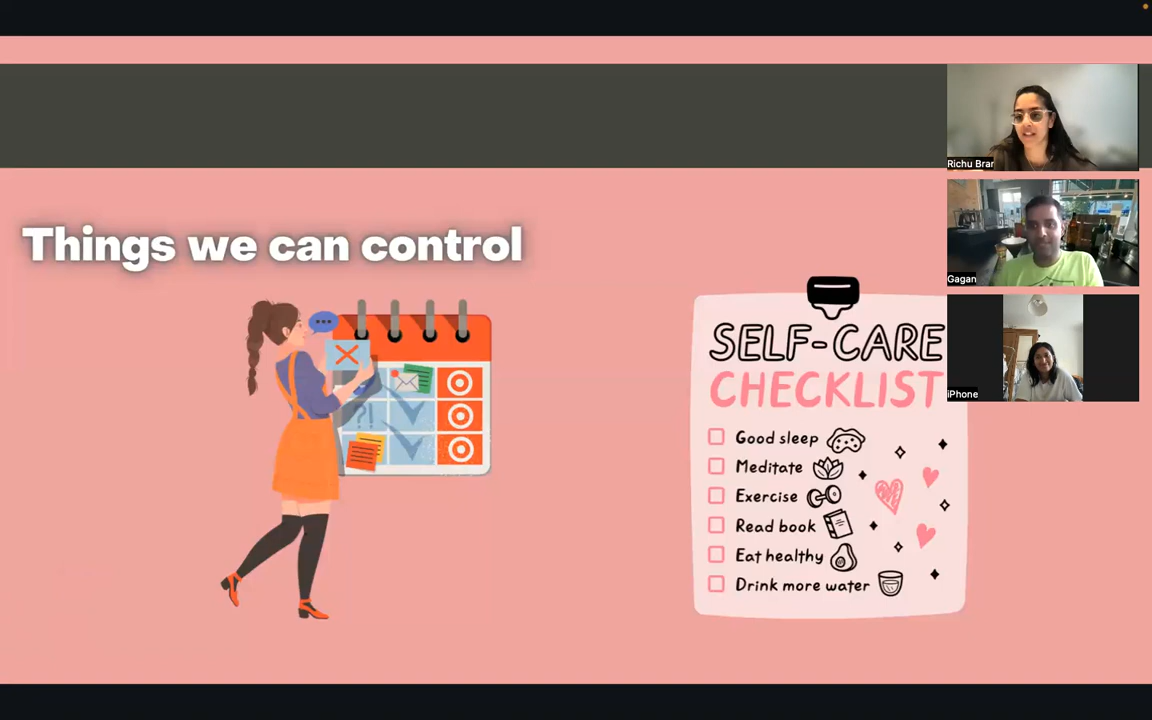 Things we can control
SELF-CARE
CHECKLIST
Good sleep
Meditate
Exercise
Read book
Eat healthy
Drink more water
Richu Brar
Gagan
iPhone